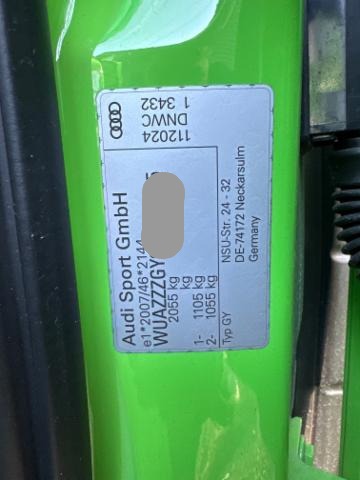 Audi Sport GmbH
e1*2007/46*2144
WUAZZZGY
2055 kg
kg
1- 1105 kg
2- 1055 kg
Typ GY
NSU-Str. 24 - 32
DE-74172 Neckarsulm
Germany
112024
DNWC
1 3432